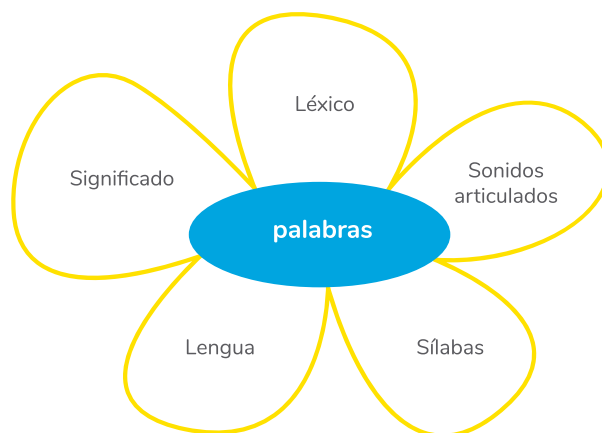 Léxico
Sonidos
articulados
Significado
palabras
Lengua
Sílabas